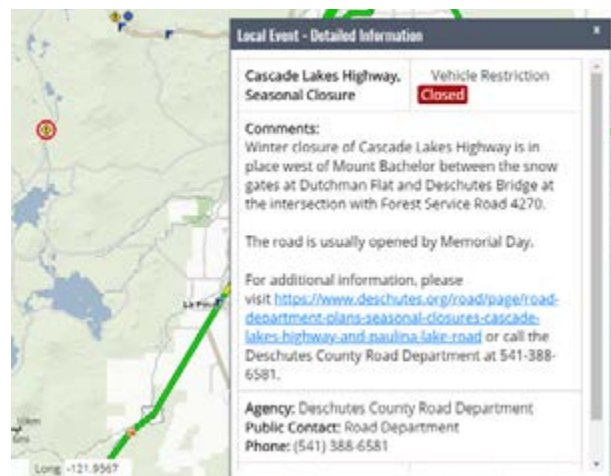 Local Event - Detailed Information
x
Cascade Lakes Highway, Seasonal Closure
Vehicle Restriction
Closed
Comments:
Winter closure of Cascade Lakes Highway is in
place west of Mount Bachelor between the snow
gates at Dutchman Flat and Deschutes Bridge at
the intersection with Forest Service Road 4270.
The road is usually opened by Memorial Day.
For additional information, please
visit https://www.deschutes.org/road/page/road-
department-plans-seasonal-closures-cascade-
lakes-highway-and-paulina-lake-road or call the
Deschutes County Road Department at 541-388-
6581.
Agency: Deschutes County Road Department
Public Contact: Road Department
Phone: (541) 388-6581
La Pine
10km
5mi
Long -121.9567